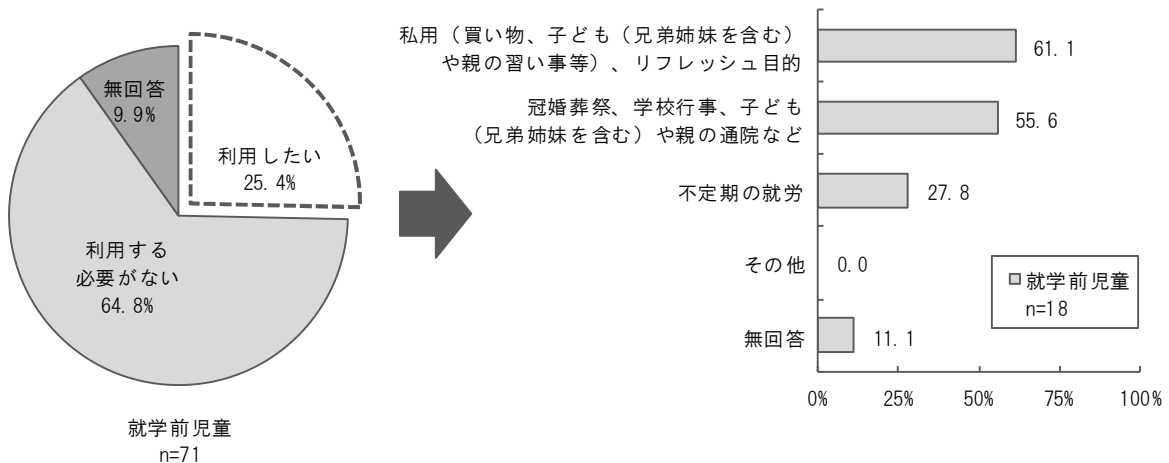 無回答
9.9%
利用したい
25.4%
利用する
必要がない
64.8%
就学前児童
n=71
私用（買い物、子ども（兄弟姉妹を含む）
や親の習い事等）、リフレッシュ目的
61.1
冠婚葬祭、学校行事、子ども
（兄弟姉妹を含む）や親の通院など
55.6
不定期の就労
27.8
その他
0.0
無回答
11.1
就学前児童
n=18
0% 25% 50% 75% 100%